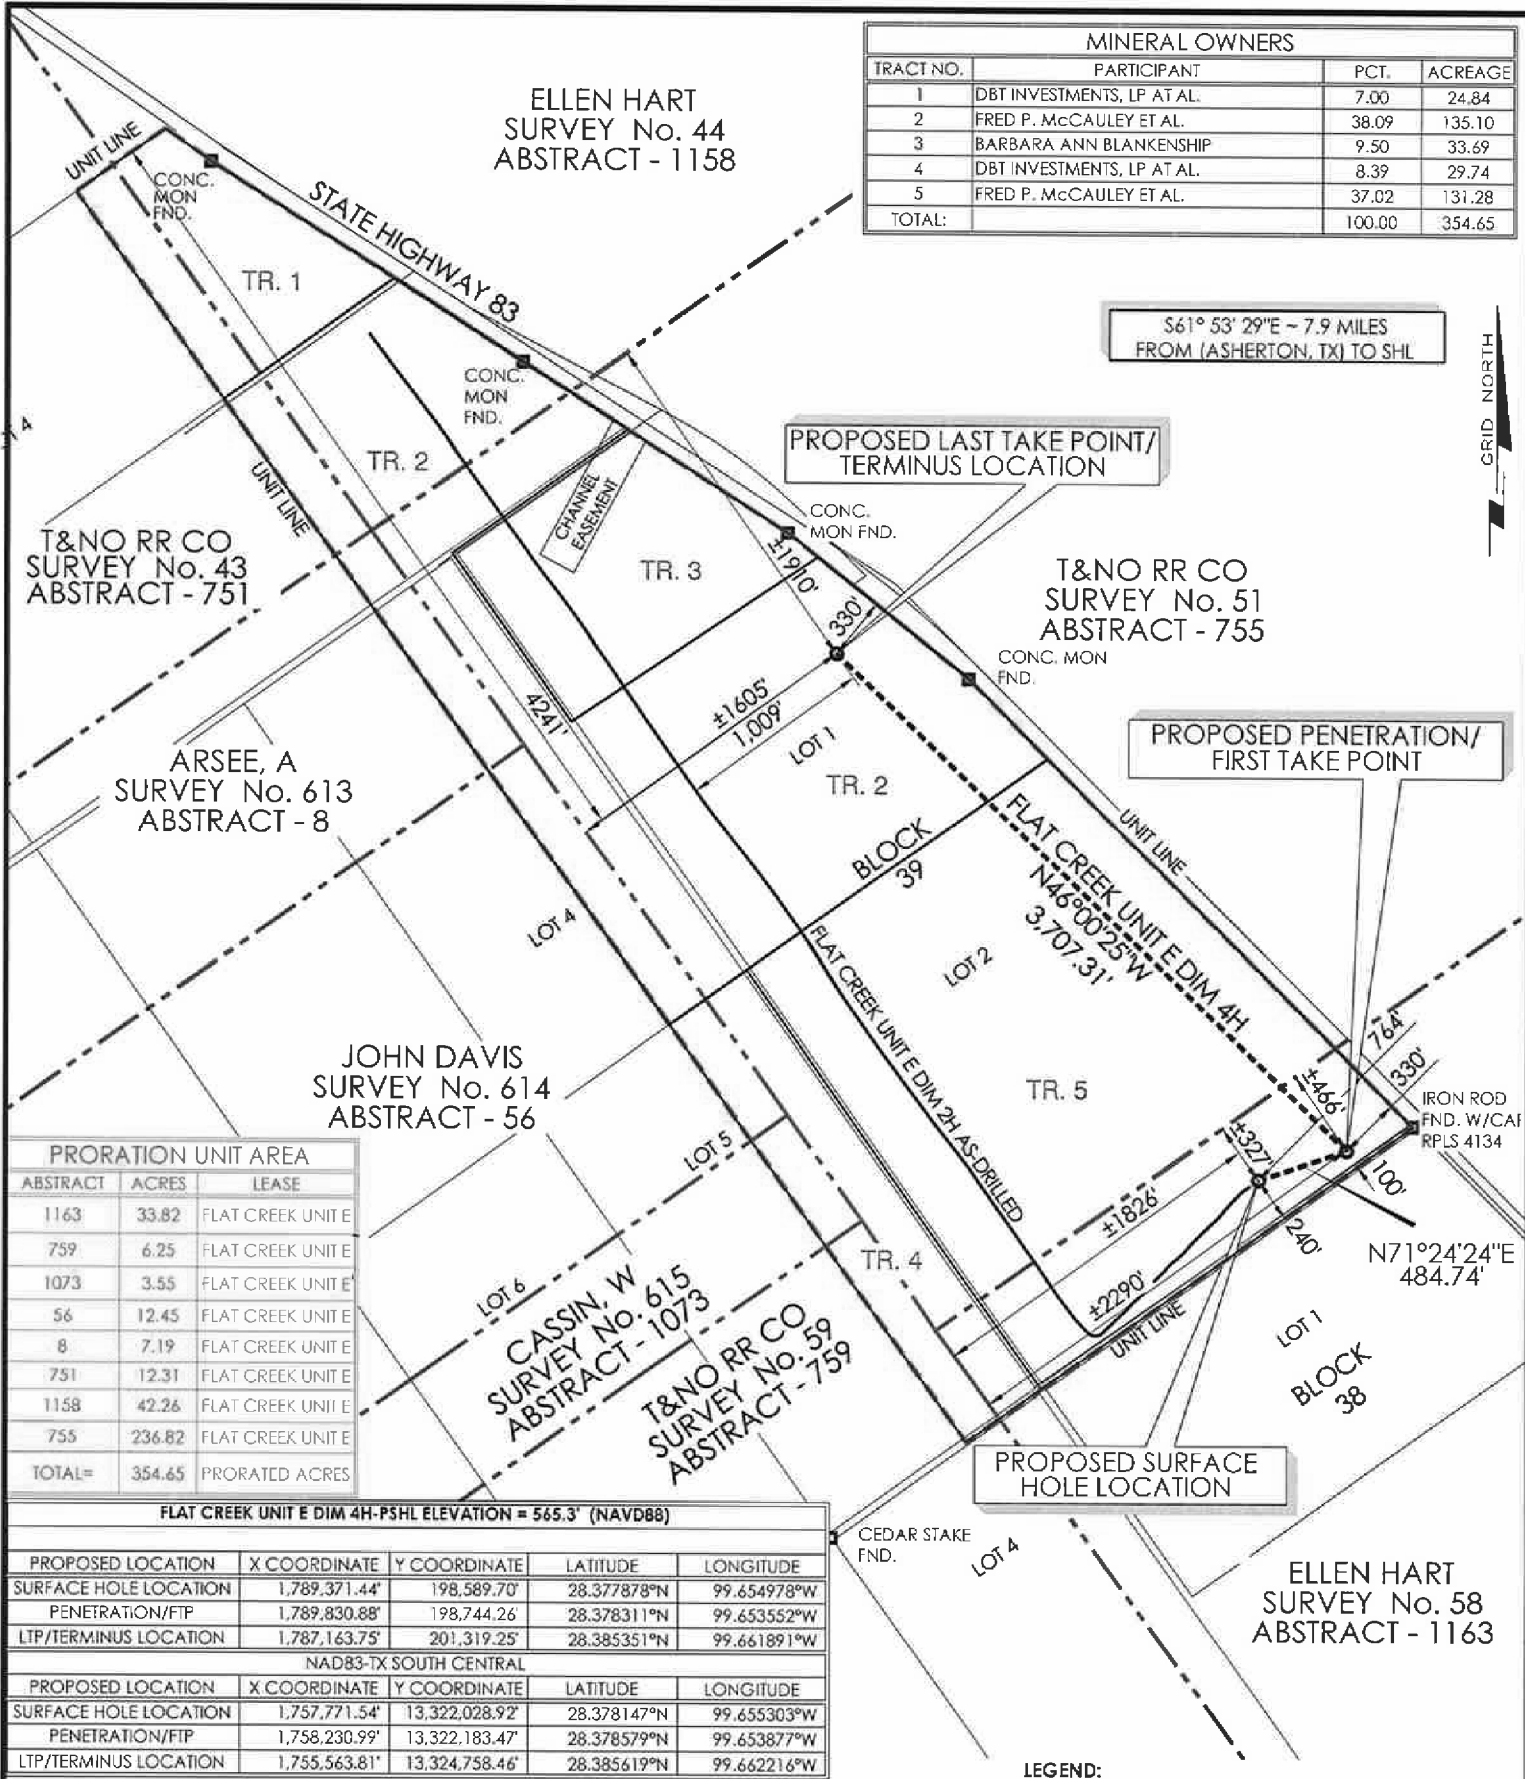 MINERAL OWNERS
TRACT NO. PARTICIPANT PCT. ACREAGE
1 DBT INVESTMENTS, LP AT AL. 7.00 24.84
2 FRED P. McCAULEY ET AL. 38.09 135.10
3 BARBARA ANN BLANKENSHIP 9.50 33.69
4 DBT INVESTMENTS, LP AT AL. 8.39 29.74
5 FRED P. McCAULEY ET AL. 37.02 131.28
TOTAL: 100.00 354.65
ELLEN HART
SURVEY No. 44
ABSTRACT - 1158
UNIT LINE
CONC.
MON
FND.
STATE HIGHWAY 83
TR. 1
S61° 53' 29"E ~ 7.9 MILES
FROM (ASHERTON, TX) TO SHL
GRID NORTH
CONC.
MON
FND.
TR. 2
UNIT LINE
PROPOSED LAST TAKE POINT/
TERMINUS LOCATION
CHANNEL
EASEMENT
CONC.
MON FND.
T&NO RR CO
SURVEY No. 43
ABSTRACT - 751
TR. 3
±1910'
330'
T&NO RR CO
SURVEY No. 51
ABSTRACT - 755
CONC. MON
FND.
4241'
±1605'
1,009'
LOT 1
TR. 2
PROPOSED PENETRATION/
FIRST TAKE POINT
ARSEE, A
SURVEY No. 613
ABSTRACT - 8
BLOCK
39
UNIT LINE
FLAT CREEK UNIT E DIM 4H
N46°00'25"W
3,707.31'
LOT 4
LOT 2
FLAT CREEK UNIT E DIM 2H AS-DRILLED
JOHN DAVIS
SURVEY No. 614
ABSTRACT - 56
TR. 5
764'
±466'
330'
IRON ROD
FND. W/CAP
RPLS 4134
±327'
LOT 5
±1826'
100'
240'
N71°24'24"E
484.74'
TR. 4
±2290'
UNIT LINE
LOT 1
BLOCK
38
PRORATION UNIT AREA
ABSTRACT ACRES LEASE
1163 33.82 FLAT CREEK UNIT E
759 6.25 FLAT CREEK UNIT E
1073 3.55 FLAT CREEK UNIT E
56 12.45 FLAT CREEK UNIT E
8 7.19 FLAT CREEK UNIT E
751 12.31 FLAT CREEK UNIT E
1158 42.26 FLAT CREEK UNIT E
755 236.82 FLAT CREEK UNIT E
TOTAL= 354.65 PRORATED ACRES
LOT 6
CASSIN, W
SURVEY No. 615
ABSTRACT - 1073
T&NO RR CO
SURVEY No. 59
ABSTRACT - 759
PROPOSED SURFACE
HOLE LOCATION
CEDAR STAKE
FND.
LOT 4
ELLEN HART
SURVEY No. 58
ABSTRACT - 1163
FLAT CREEK UNIT E DIM 4H-PSHL ELEVATION = 565.3' (NAVD88)
PROPOSED LOCATION X COORDINATE Y COORDINATE LATITUDE LONGITUDE
SURFACE HOLE LOCATION 1,789,371.44' 198,589.70' 28.377878°N 99.654978°W
PENETRATION/FTP 1,789,830.88' 198,744.26' 28.378311°N 99.653552°W
LTP/TERMINUS LOCATION 1,787,163.75' 201,319.25' 28.385351°N 99.661891°W
NAD83-TX SOUTH CENTRAL
PROPOSED LOCATION X COORDINATE Y COORDINATE LATITUDE LONGITUDE
SURFACE HOLE LOCATION 1,757,771.54' 13,322,028.92' 28.378147°N 99.655303°W
PENETRATION/FTP 1,758,230.99' 13,322,183.47' 28.378579°N 99.653877°W
LTP/TERMINUS LOCATION 1,755,563.81' 13,324,758.46' 28.385619°N 99.662216°W
LEGEND: